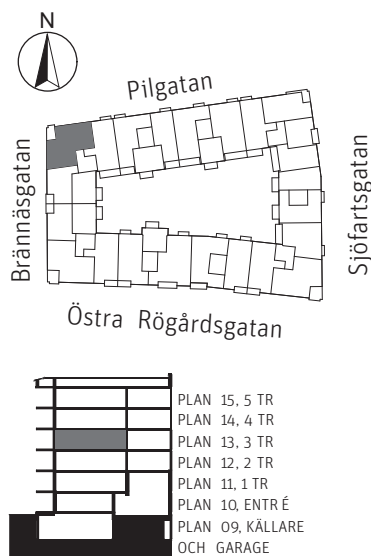 N
Pilgatan
Brännäsgatan
Sjöfartsgatan
Östra Rögårdsgatan
PLAN 15, 5 TR
PLAN 14, 4 TR
PLAN 13, 3 TR
PLAN 12, 2 TR
PLAN 11, 1 TR
PLAN 10, ENTRÉ
PLAN 09, KÄLLARE
OCH GARAGE